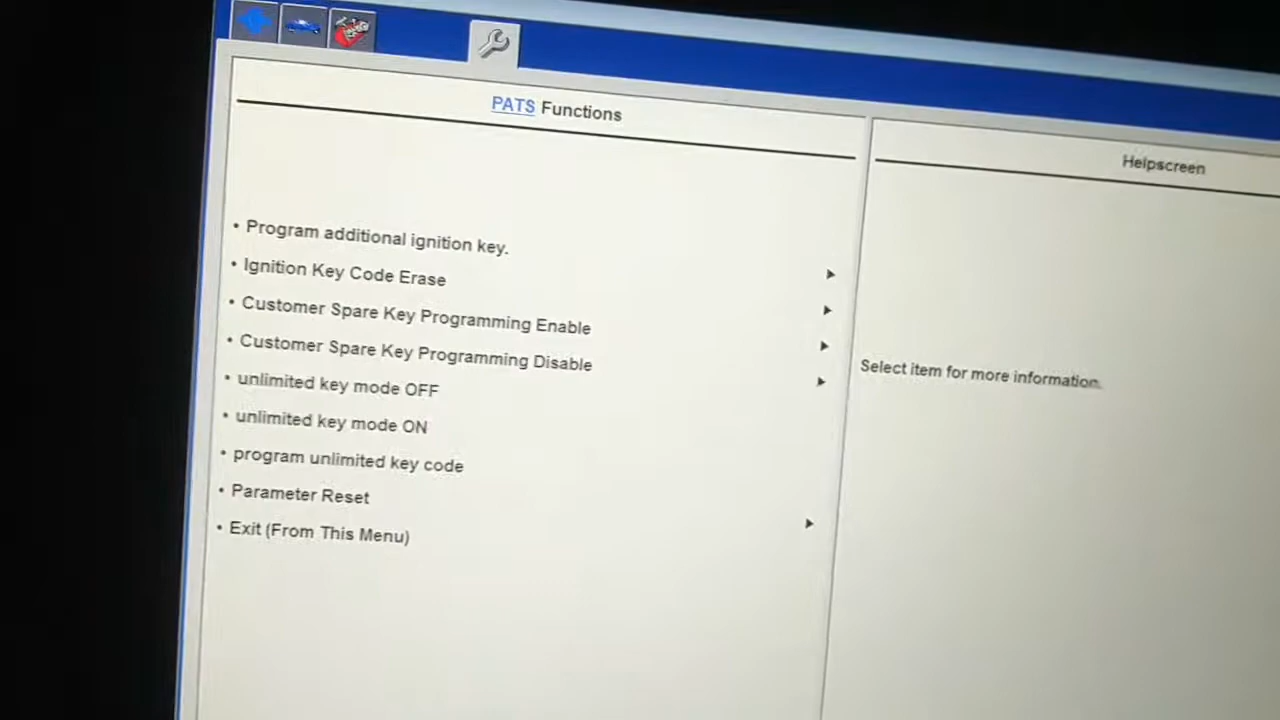 PATS Functions
Helpscreen
• Program additional ignition key.
• Ignition Key Code Erase
• Customer Spare Key Programming Enable
• Customer Spare Key Programming Disable
• unlimited key mode OFF
• unlimited key mode ON
• program unlimited key code
• Parameter Reset
• Exit (From This Menu)
Select item for more information.